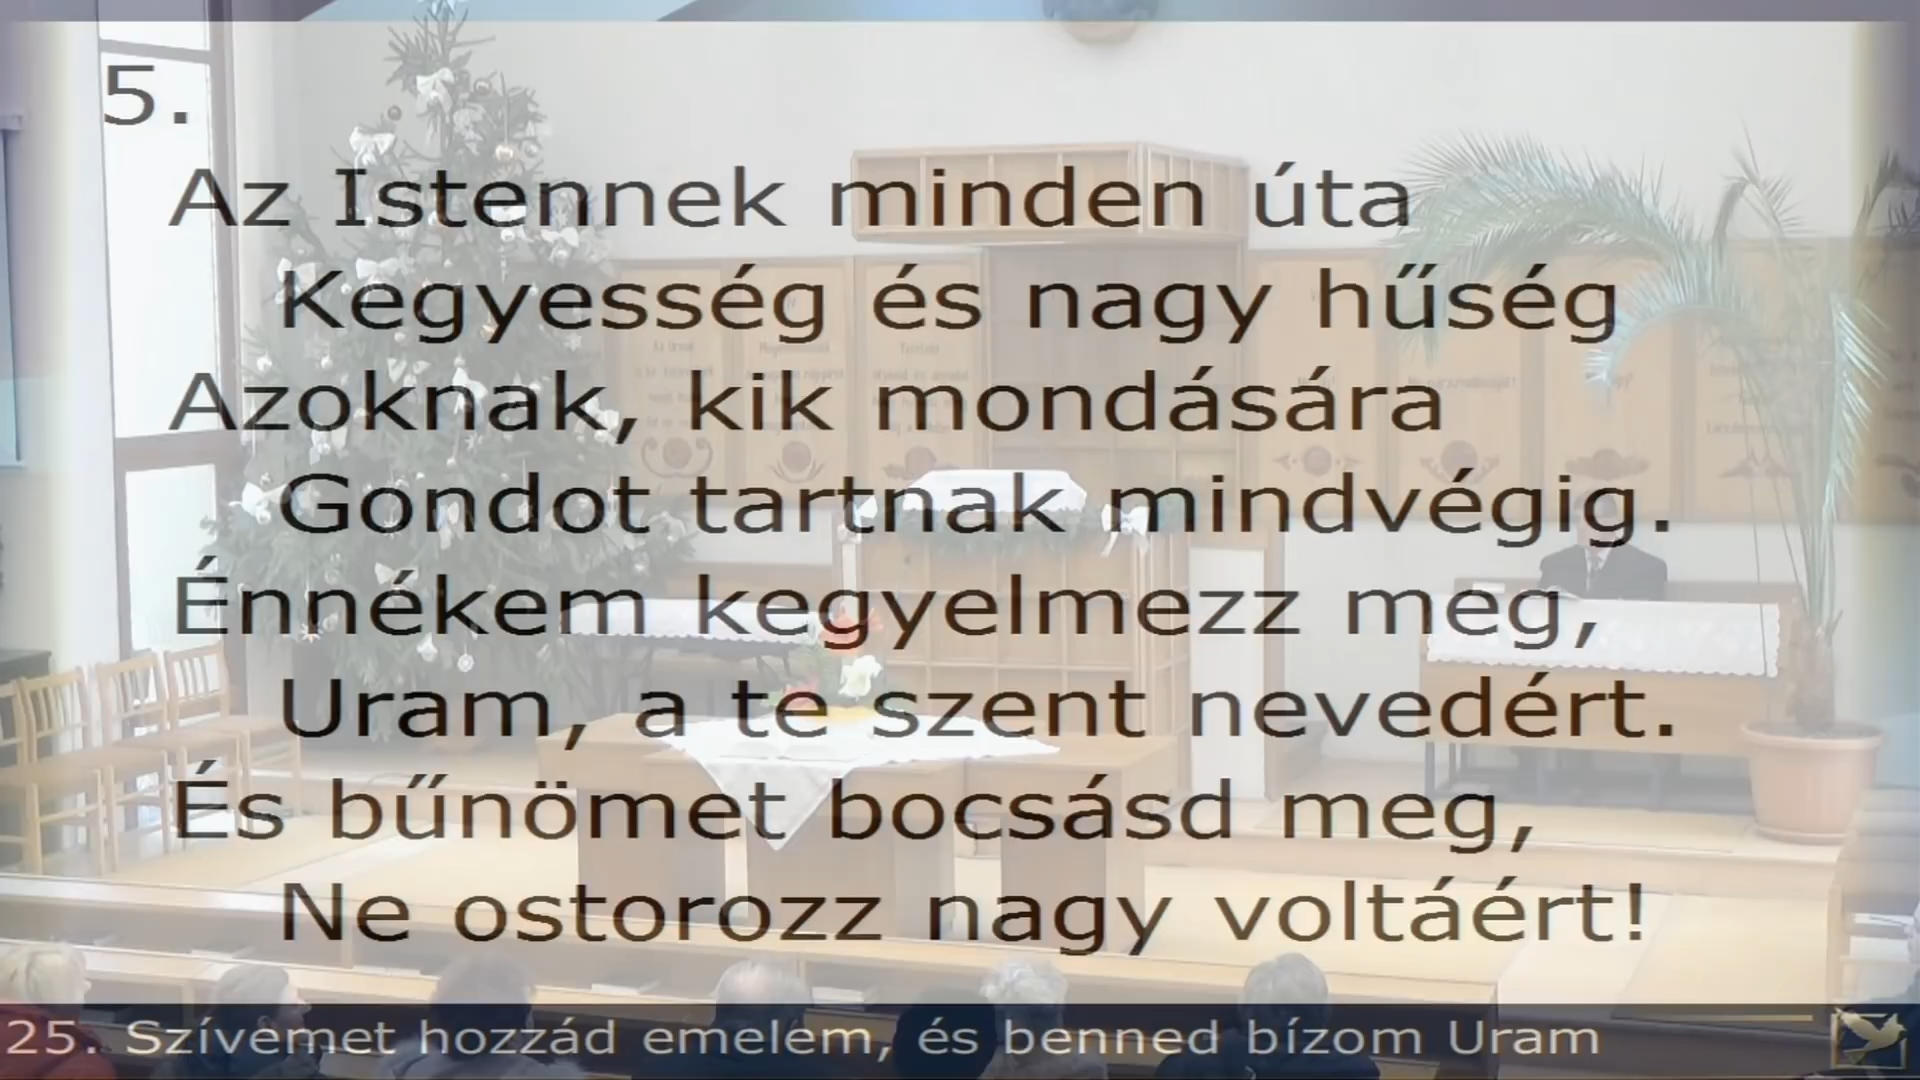 5.
Az Istennek minden úta
Kegyesség és nagy hűség
Azoknak, kik mondására
Gondot tartnak mindvégig.
Énnékem kegyelmezz meg,
Uram, a te szent nevedért.
És bűnömet bocsásd meg,
Ne ostorozz nagy voltáért!
25. Szívemet hozzád emelem, és benned bízom Uram